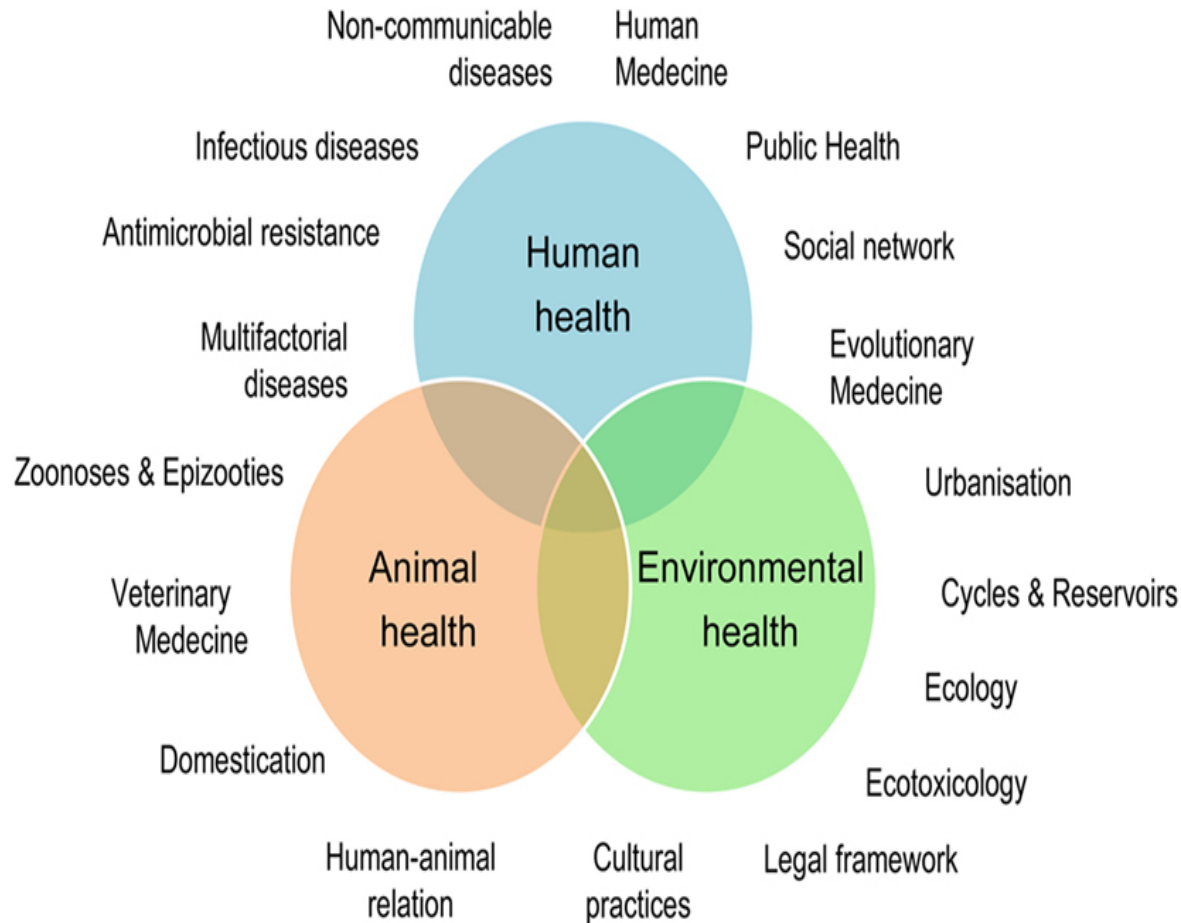 Non-communicable
diseases
Human
Medecine
Infectious diseases
Public Health
Antimicrobial resistance
Social network
Human
health
Multifactorial
diseases
Evolutionary
Medecine
Zoonoses & Epizooties
Urbanisation
Animal
health
Environmental
health
Veterinary
Medecine
Cycles & Reservoirs
Ecology
Domestication
Ecotoxicology
Human-animal
relation
Cultural
practices
Legal framework